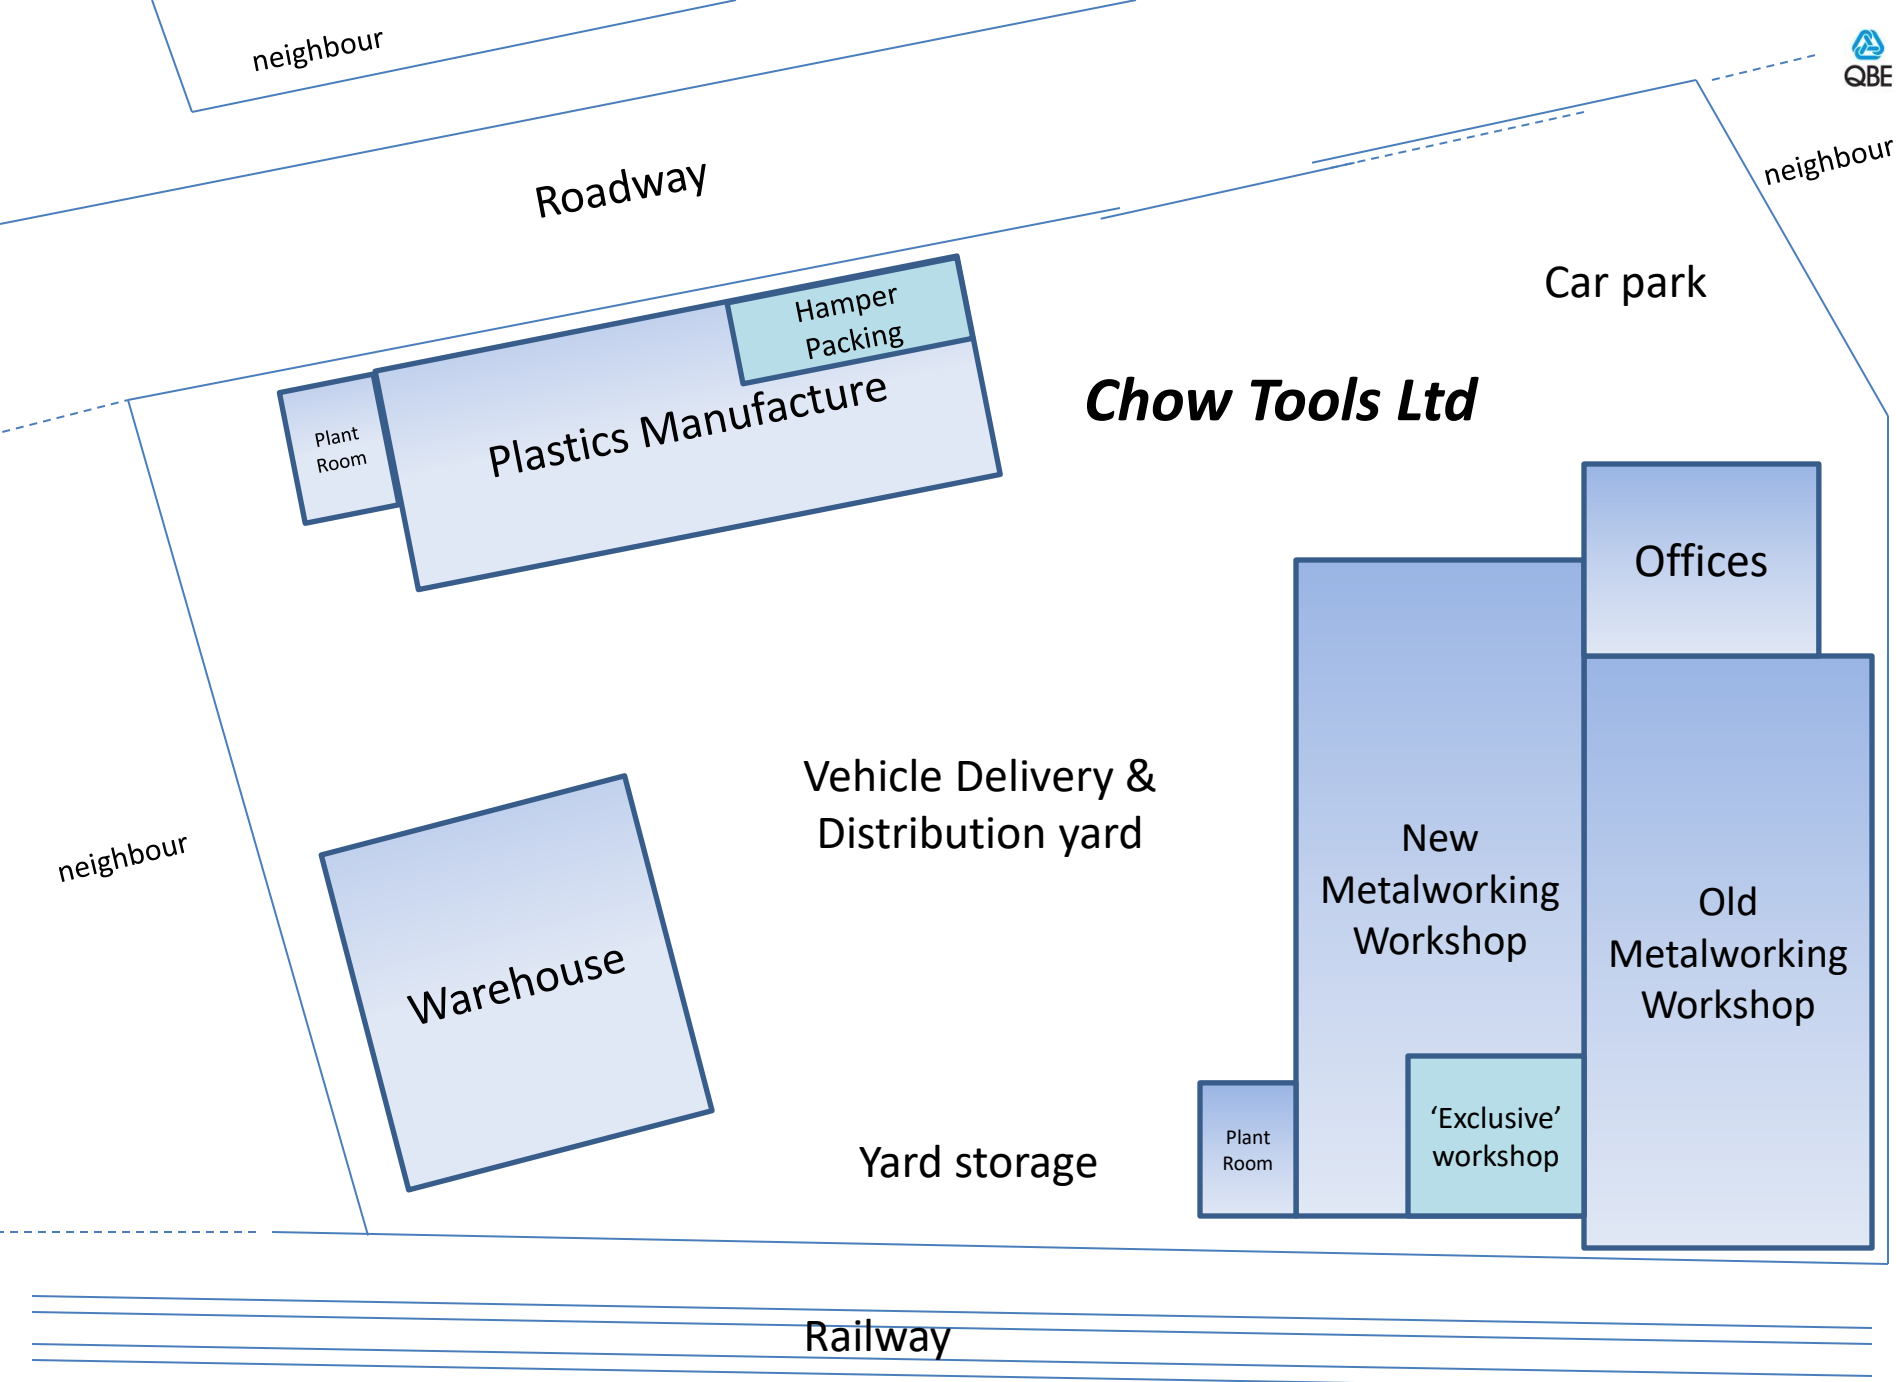 neighbour
QBE
neighbour
Roadway
Car park
Hamper
Packing
Chow Tools Ltd
Plant
Room
Plastics Manufacture
Offices
Vehicle Delivery &
Distribution yard
neighbour
New
Metalworking
Workshop
Old
Metalworking
Workshop
Warehouse
Yard storage
Plant
Room
‘Exclusive’
workshop
Railway